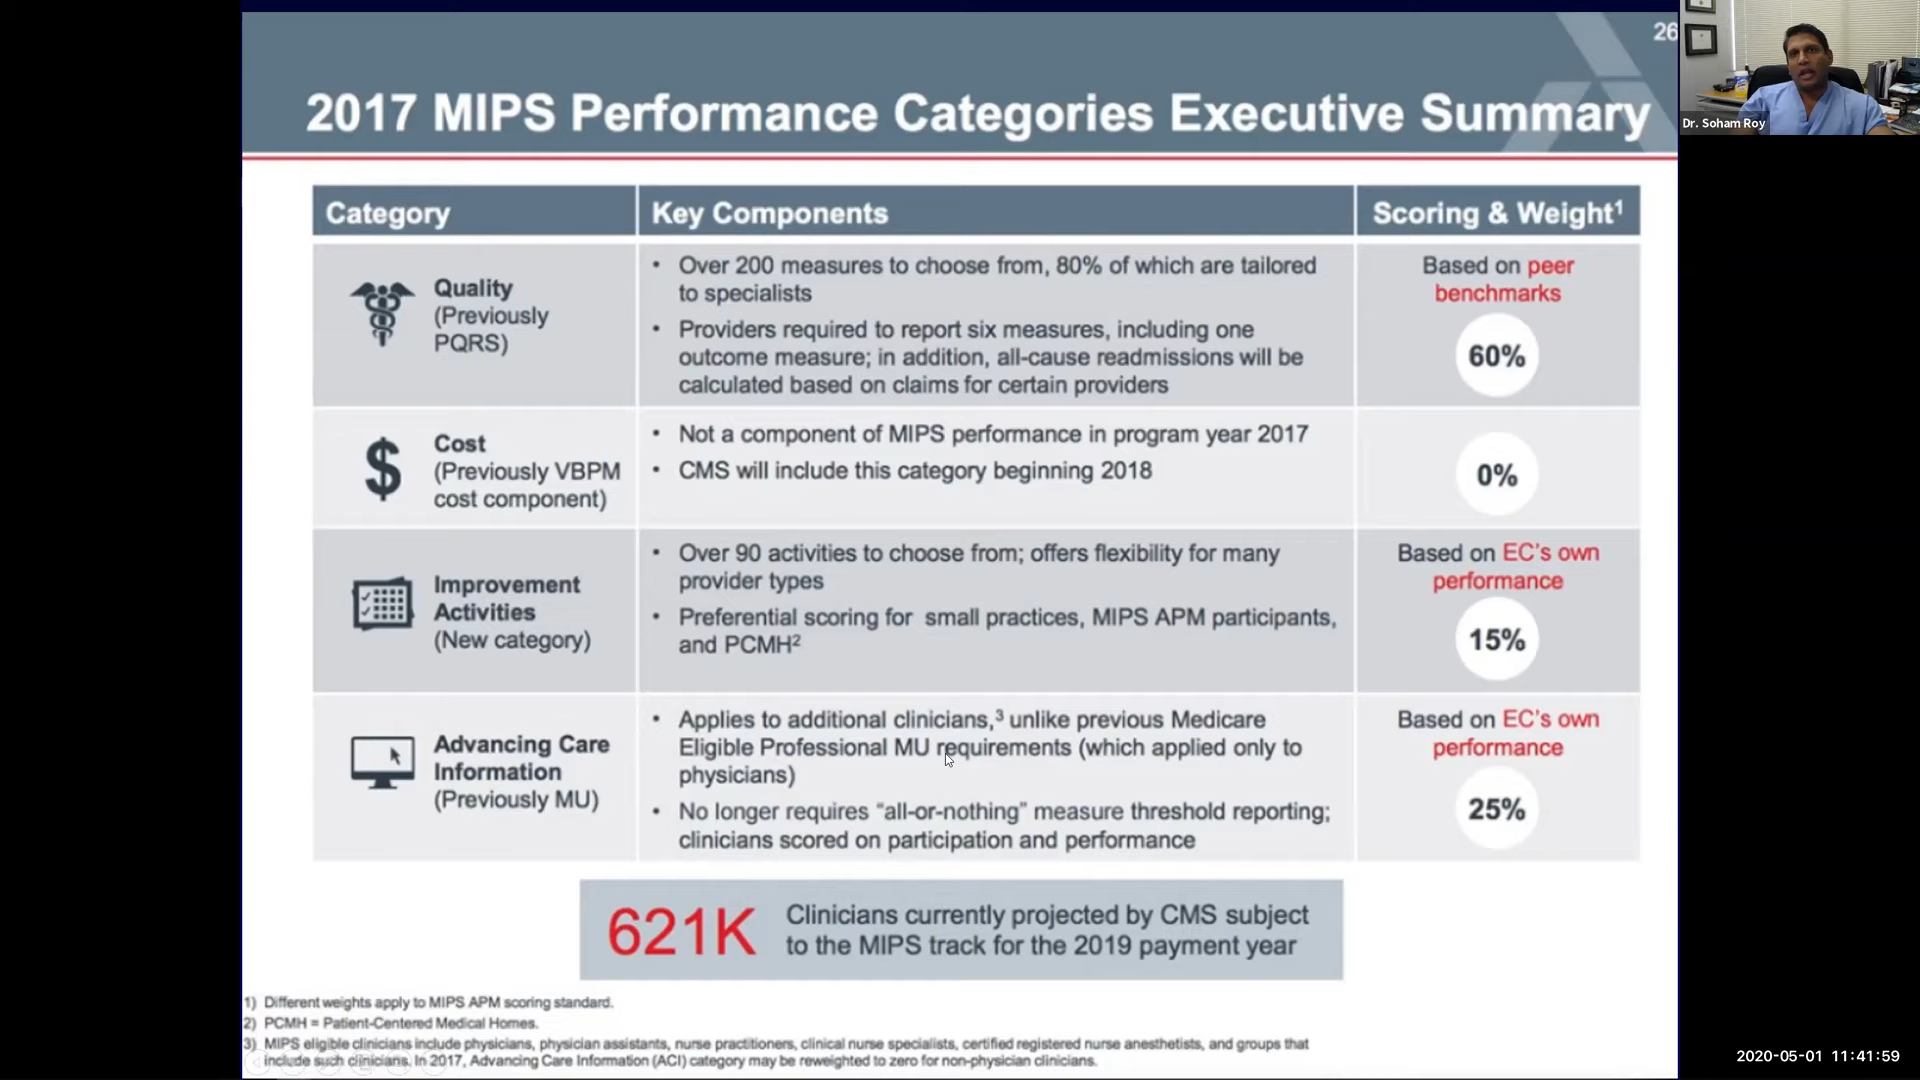 26
2017 MIPS Performance Categories Executive Summary
Dr. Soham Roy
Category
Key Components
Scoring & Weight¹
Quality
(Previously
PQRS)
• Over 200 measures to choose from, 80% of which are tailored
to specialists
• Providers required to report six measures, including one
outcome measure; in addition, all-cause readmissions will be
calculated based on claims for certain providers
Based on peer
benchmarks
60%
Cost
(Previously VBPM
cost component)
• Not a component of MIPS performance in program year 2017
• CMS will include this category beginning 2018
0%
Improvement
Activities
(New category)
• Over 90 activities to choose from; offers flexibility for many
provider types
• Preferential scoring for small practices, MIPS APM participants,
and PCMH²
Based on EC's own
performance
15%
Advancing Care
Information
(Previously MU)
• Applies to additional clinicians,³ unlike previous Medicare
Eligible Professional MU requirements (which applied only to
physicians)
• No longer requires “all-or-nothing” measure threshold reporting;
clinicians scored on participation and performance
Based on EC's own
performance
25%
621K
Clinicians currently projected by CMS subject
to the MIPS track for the 2019 payment year
1) Different weights apply to MIPS APM scoring standard.
2) PCMH = Patient-Centered Medical Homes.
3) MIPS eligible clinicians include physicians, physician assistants, nurse practitioners, clinical nurse specialists, certified registered nurse anesthetists, and groups that
include such clinicians. In 2017, Advancing Care Information (ACI) category may be reweighted to zero for non-physician clinicians.
2020-05-01 11:41:59